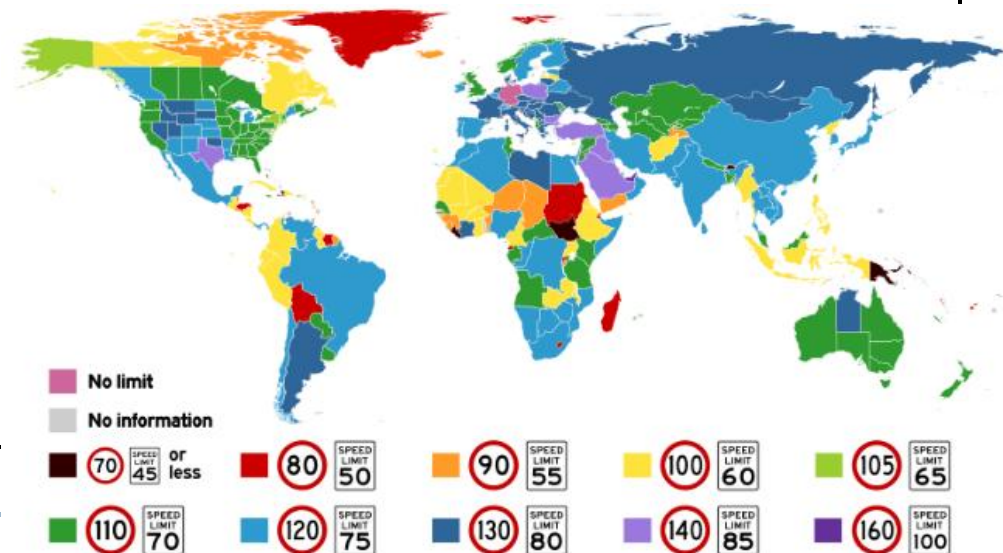 No limit
No information
70 SPEED LIMIT 45 or less
80 SPEED LIMIT 50
90 SPEED LIMIT 55
100 SPEED LIMIT 60
105 SPEED LIMIT 65
110 SPEED LIMIT 70
120 SPEED LIMIT 75
130 SPEED LIMIT 80
140 SPEED LIMIT 85
160 SPEED LIMIT 100